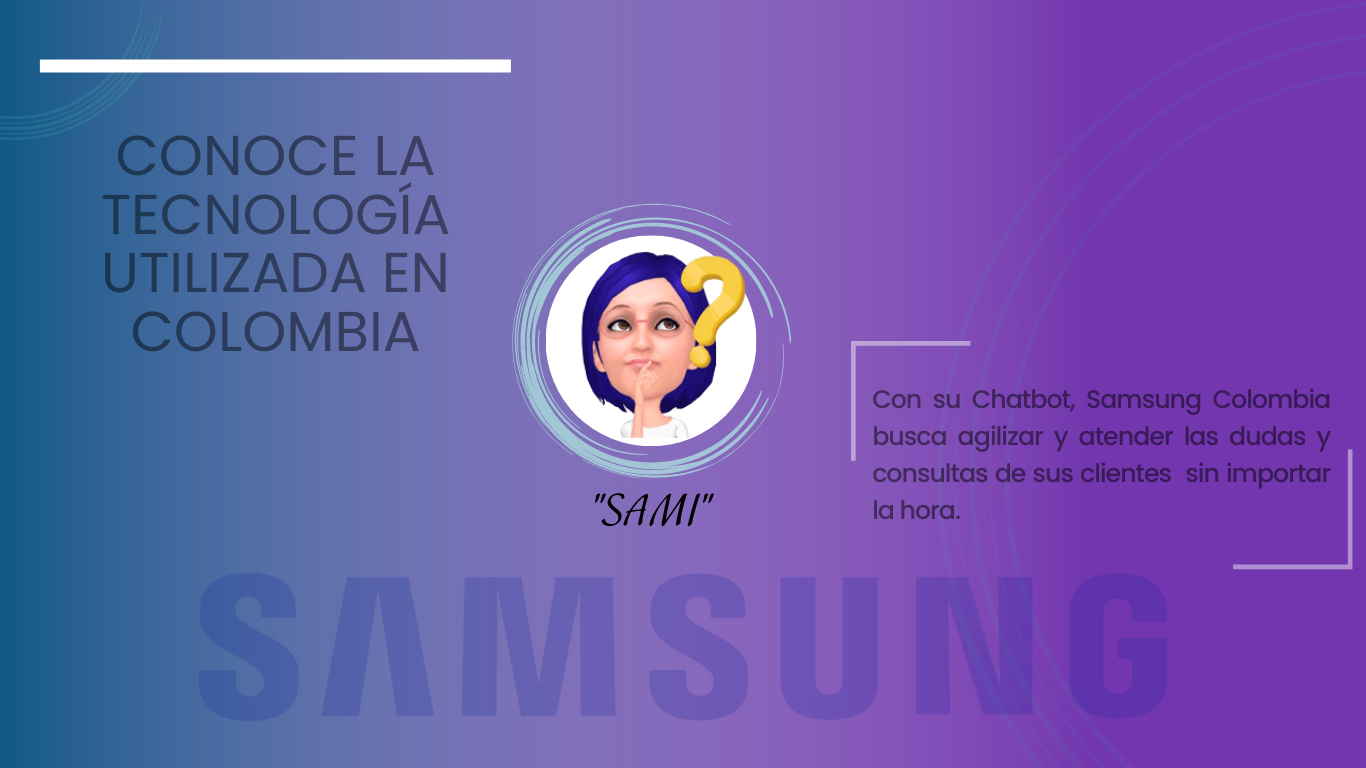 CONOCE LA
TECNOLOGÍA
UTILIZADA EN
COLOMBIA
"SAMI"
Con su Chatbot, Samsung Colombia
busca agilizar y atender las dudas y
consultas de sus clientes sin importar
la hora.
SAMSUNG